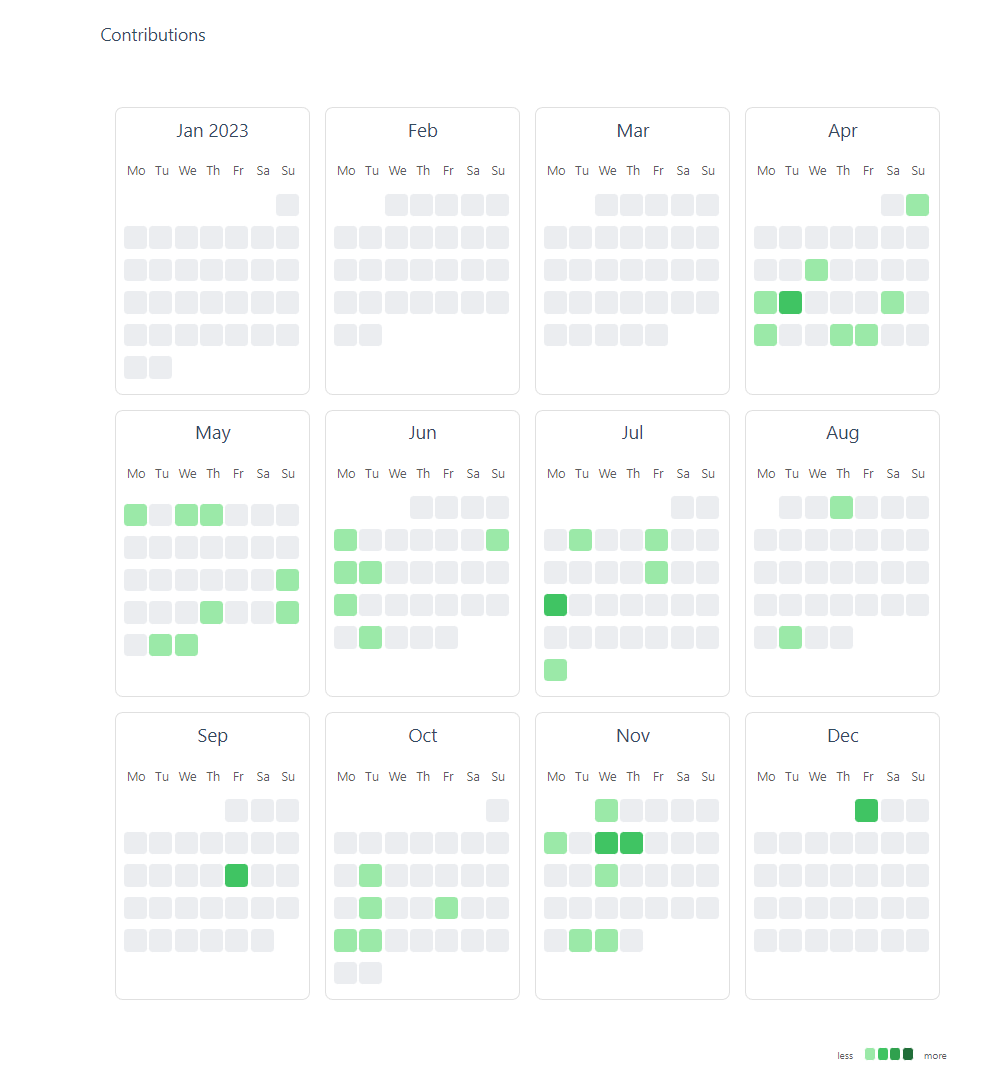 Contributions
Jan 2023 Feb Mar Apr
Mo Tu We Th Fr Sa Su Mo Tu We Th Fr Sa Su Mo Tu We Th Fr Sa Su Mo Tu We Th Fr Sa Su
May Jun Jul Aug
Mo Tu We Th Fr Sa Su Mo Tu We Th Fr Sa Su Mo Tu We Th Fr Sa Su Mo Tu We Th Fr Sa Su
Sep Oct Nov Dec
Mo Tu We Th Fr Sa Su Mo Tu We Th Fr Sa Su Mo Tu We Th Fr Sa Su Mo Tu We Th Fr Sa Su
less more